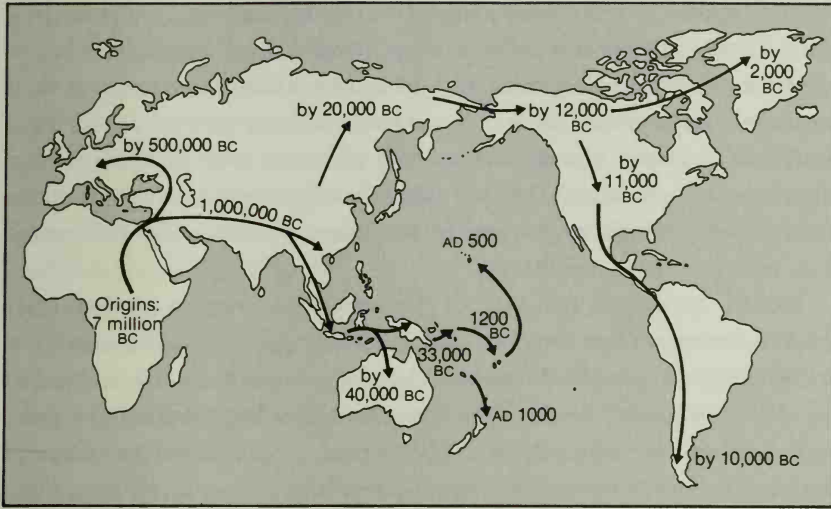 by
2,000
BC
by 20,000 BC
by 12,000
BC
by 500,000 BC
by
11,000
BC
1,000,000 BC
AD 500
Origins:
7 million
BC
1200
BC
33,000
BC
by
40,000 BC
AD 1000
by 10,000 BC